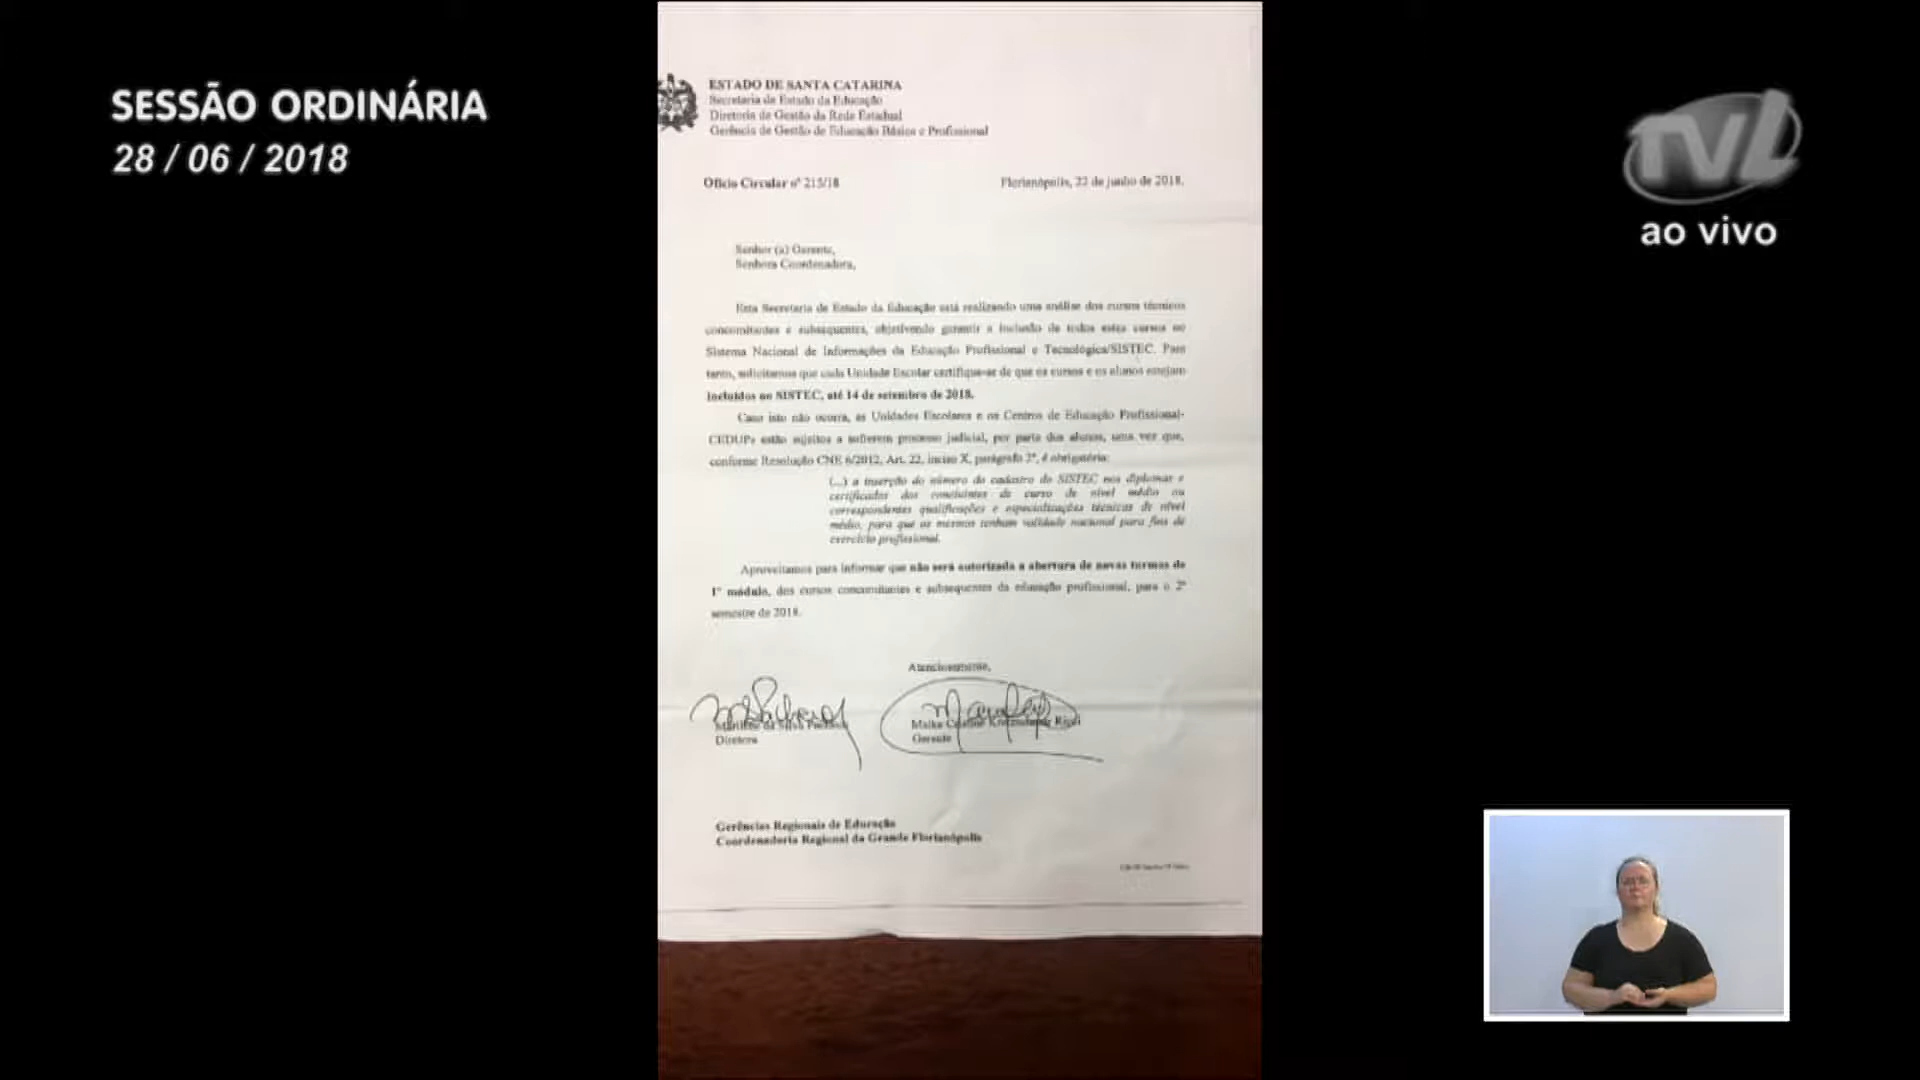 SESSÃO ORDINÁRIA
28 / 06 / 2018
TVL
ao vivo
ESTADO DE SANTA CATARINA
Secretaria de Estado da Educação
Diretoria de Gestão da Rede Estadual
Gerência de Gestão de Educação Básica e Profissional
Ofício Circular nº 215/18
Florianópolis, 22 de junho de 2018.
Senhor (a) Gerente,
Senhora Coordenadora,
Esta Secretaria de Estado da Educação está realizando uma análise dos cursos técnicos
concomitantes e subsequentes, objetivando garantir a inclusão de todos estes cursos no
Sistema Nacional de Informações da Educação Profissional e Tecnológica/SISTEC. Para
tanto, solicitamos que cada Unidade Escolar certifique-se de que os cursos e os alunos estejam
incluídos no SISTEC, até 14 de setembro de 2018.
Caso isto não ocorra, as Unidades Escolares e os Centros de Educação Profissional-
CEDUPs estão sujeitos a sofrerem processo judicial, por parte dos alunos, uma vez que,
conforme Resolução CNE 6/2012, Art. 22, inciso X, parágrafo 2º, é obrigatória:
(...) a inserção do número do cadastro do SISTEC nos diplomas e
certificados dos concluintes de curso de nível médio ou
correspondentes qualificações e especializações técnicas de nível
médio, para que os mesmos tenham validade nacional para fins de
exercício profissional.
Aproveitamos para informar que não será autorizada a abertura de novas turmas de
1º módulo, dos cursos concomitantes e subsequentes da educação profissional, para o 2º
semestre de 2018.
Atenciosamente,
Marilene da Silva Pacheco
Diretora
Maika Cristine
Gerente
Gerências Regionais de Educação
Coordenadoria Regional da Grande Florianópolis